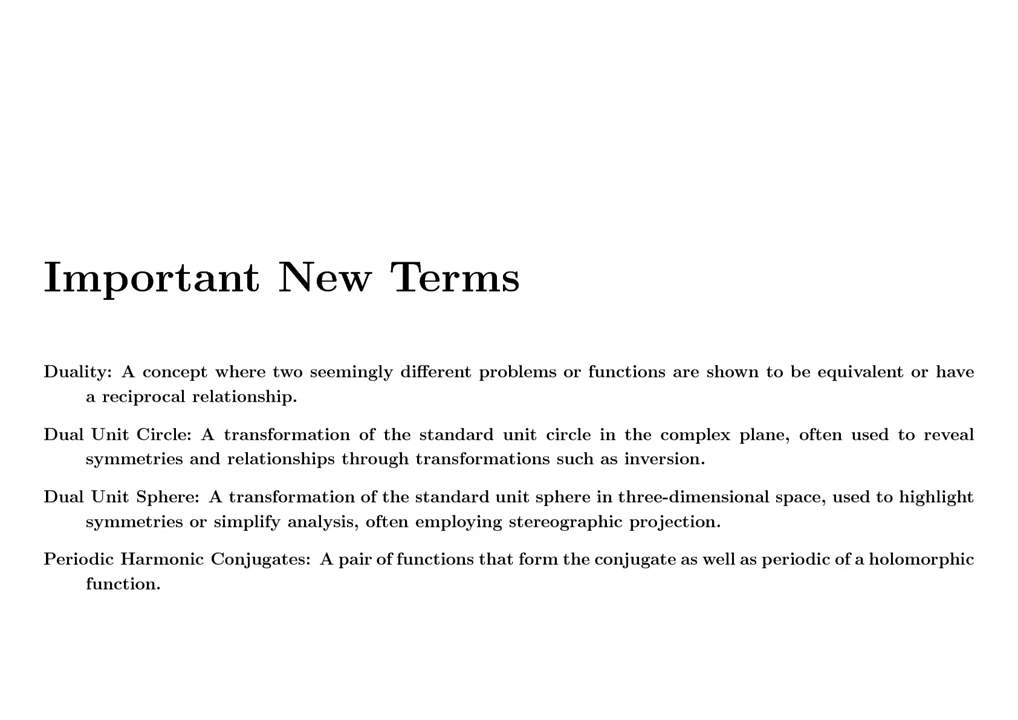 Important New Terms
Duality: A concept where two seemingly different problems or functions are shown to be equivalent or have
a reciprocal relationship.
Dual Unit Circle: A transformation of the standard unit circle in the complex plane, often used to reveal
symmetries and relationships through transformations such as inversion.
Dual Unit Sphere: A transformation of the standard unit sphere in three-dimensional space, used to highlight
symmetries or simplify analysis, often employing stereographic projection.
Periodic Harmonic Conjugates: A pair of functions that form the conjugate as well as periodic of a holomorphic
function.